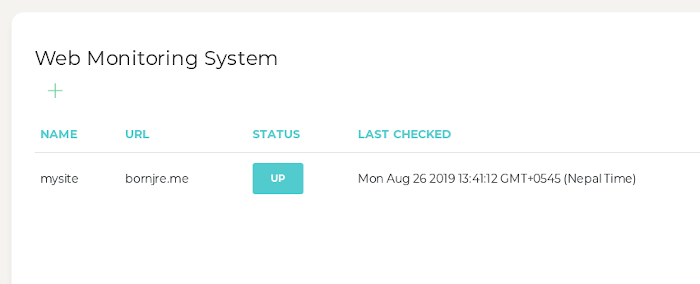 Web Monitoring System
+
NAME URL STATUS LAST CHECKED
mysite bornjre.me UP Mon Aug 26 2019 13:41:12 GMT+0545 (Nepal Time)